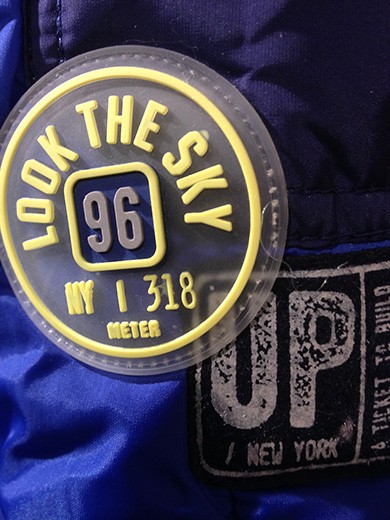 LOOK THE SKY
96
NY | 318
METER
UP
/ NEW YORK
A TICKET TO BUILD